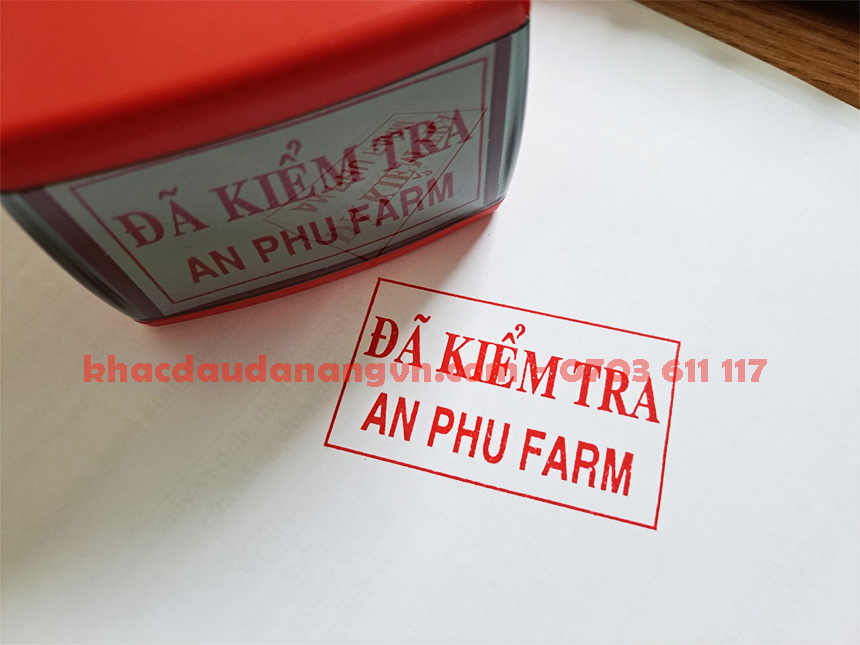 ĐÃ KIỂM TRA
AN PHU FARM
khacdaudanangvn.com - 0703 611 117
ĐÃ KIỂM TRA
AN PHU FARM